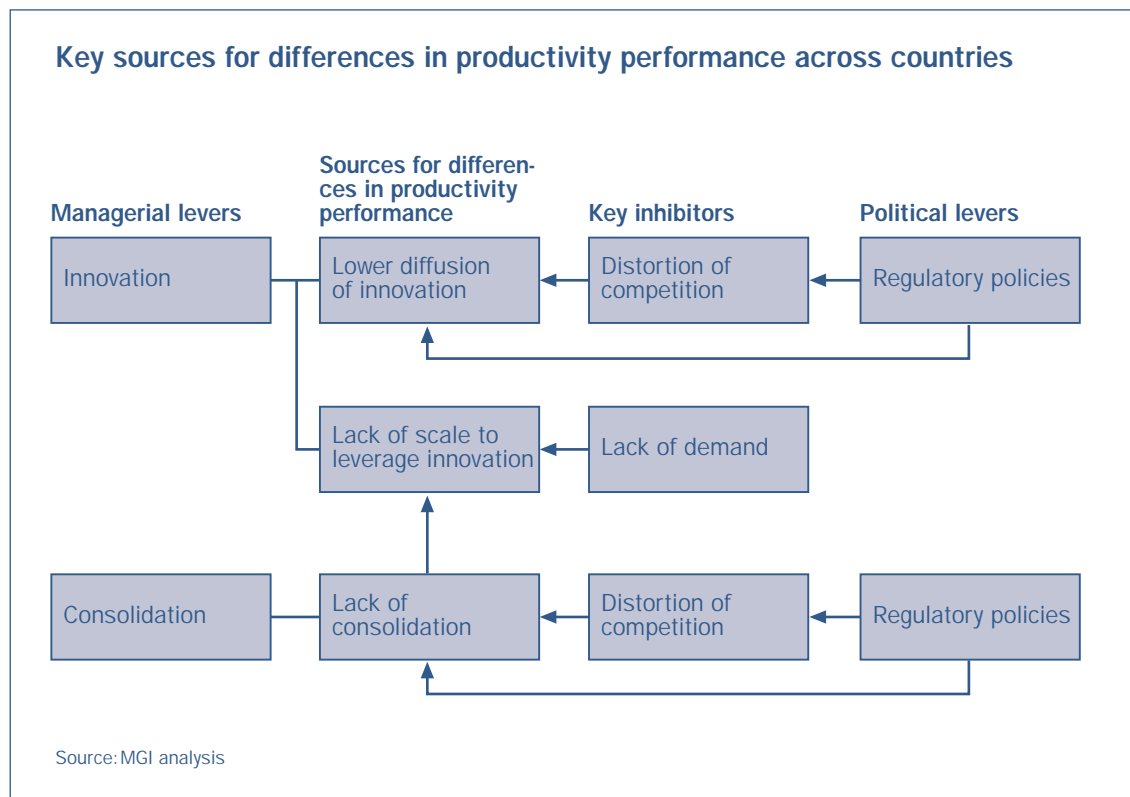 Key sources for differences in productivity performance across countries
Managerial levers
Sources for differen-
ces in productivity
performance
Key inhibitors
Political levers
Innovation
Lower diffusion
of innovation
Distortion of
competition
Regulatory policies
Lack of scale to
leverage innovation
Lack of demand
Consolidation
Lack of
consolidation
Distortion of
competition
Regulatory policies
Source: MGI analysis